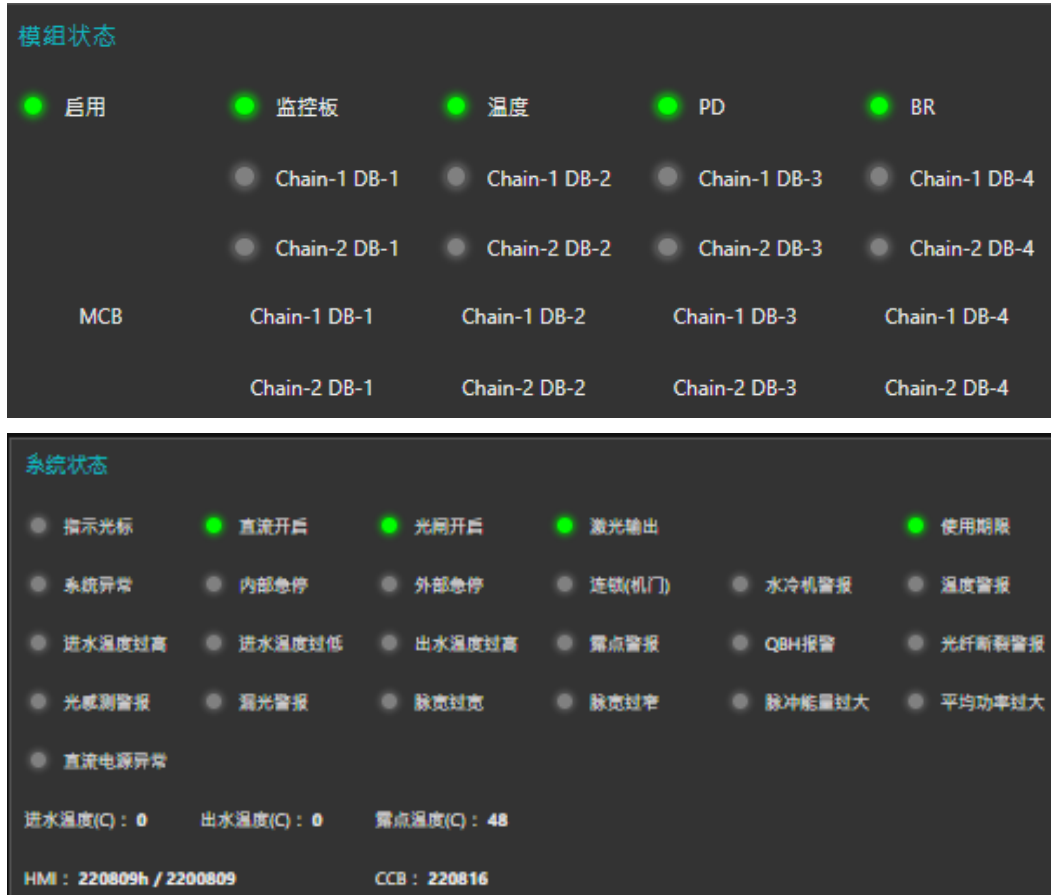 模组状态
启用 监控板 温度 PD BR
Chain-1 DB-1 Chain-1 DB-2 Chain-1 DB-3 Chain-1 DB-4
Chain-2 DB-1 Chain-2 DB-2 Chain-2 DB-3 Chain-2 DB-4
MCB Chain-1 DB-1 Chain-1 DB-2 Chain-1 DB-3 Chain-1 DB-4
Chain-2 DB-1 Chain-2 DB-2 Chain-2 DB-3 Chain-2 DB-4
系统状态
指示光标 直流开启 光闸开启 激光输出 使用期限
系统异常 内部急停 外部急停 连锁(机门) 水冷机警报 温度警报
进水温度过高 进水温度过低 出水温度过高 露点警报 QBH报警 光纤断裂警报
光感测警报 漏光警报 脉宽过宽 脉宽过窄 脉冲能量过大 平均功率过大
直流电源异常
进水温度(C)：0 出水温度(C)：0 露点温度(C)：48
HMI：220809h / 2200809 CCB：220816